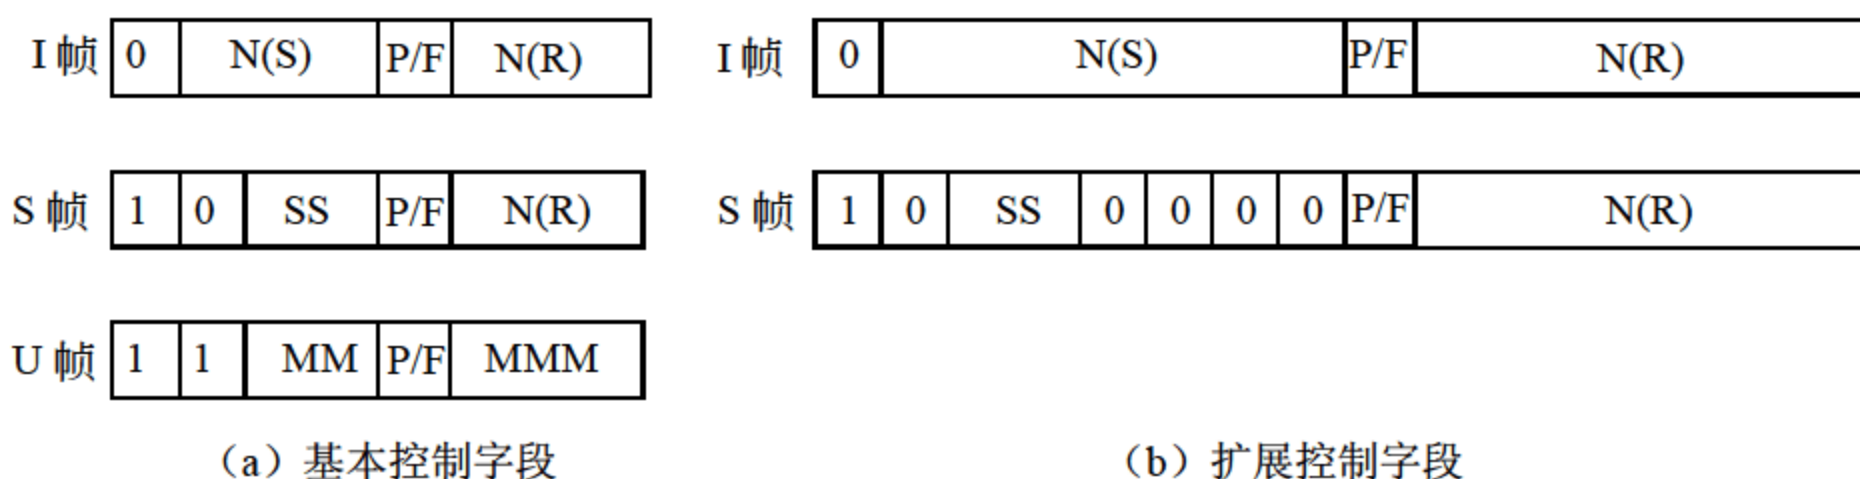 I 帧 0 N(S) P/F N(R) I 帧 0 N(S) P/F N(R)
S 帧 1 0 SS P/F N(R) S 帧 1 0 SS 0 0 0 0 P/F N(R)
U 帧 1 1 MM P/F MMM
（a）基本控制字段 （b）扩展控制字段